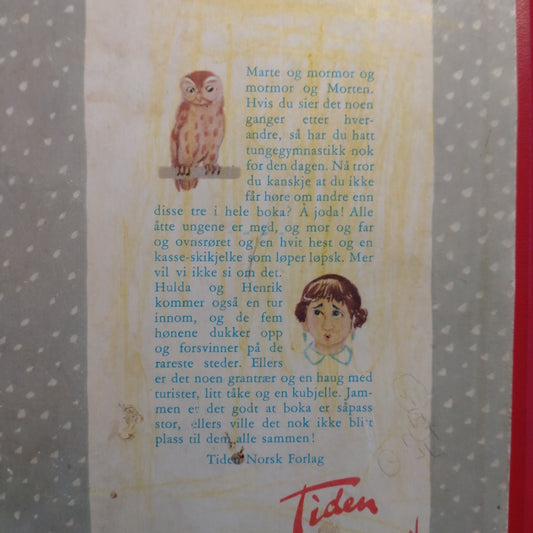 Marte og mormor og
mormor og Morten.
Hvis du sier det noen
ganger etter hver-
andre, så har du hatt
tungegymnastikk nok
for den dagen. Nå tror
du kanskje at du ikke
får høre om andre enn
disse tre i hele boka? Å joda! Alle
åtte ungene er med, og mor og far
og ovnsrøret og en hvit hest og en
kasse-skikjelke som løper løpsk. Mer
vil vi ikke si om det.
Hulda og Henrik
kommer også en tur
innom, og de fem
hønene dukker opp
og forsvinner på de
rareste steder. Ellers
er det noen grantrær og en haug med
turister, litt tåke og en kubjelle. Jam-
men er det godt at boka er såpass
stor, ellers ville det nok ikke blitt
plass til dem alle sammen!
Tiden Norsk Forlag
Tiden